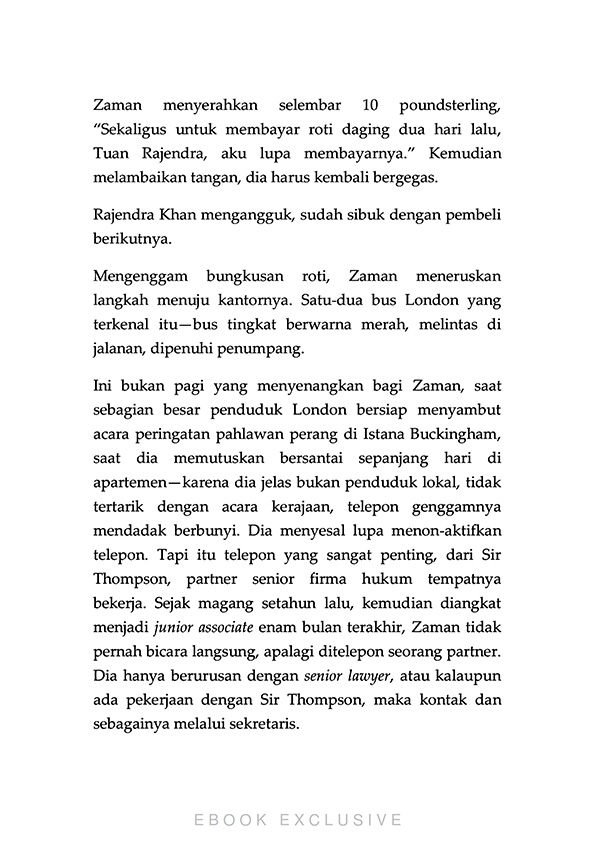 Zaman menyerahkan selembar 10 poundsterling,
“Sekaligus untuk membayar roti daging dua hari lalu,
Tuan Rajendra, aku lupa membayarnya.” Kemudian
melambaikan tangan, dia harus kembali bergegas.
Rajendra Khan mengangguk, sudah sibuk dengan pembeli
berikutnya.
Mengenggam bungkusan roti, Zaman meneruskan
langkah menuju kantornya. Satu-dua bus London yang
terkenal itu—bus tingkat berwarna merah, melintas di
jalanan, dipenuhi penumpang.
Ini bukan pagi yang menyenangkan bagi Zaman, saat
sebagian besar penduduk London bersiap menyambut
acara peringatan pahlawan perang di Istana Buckingham,
saat dia memutuskan bersantai sepanjang hari di
apartemen—karena dia jelas bukan penduduk lokal, tidak
tertarik dengan acara kerajaan, telepon genggamnya
mendadak berbunyi. Dia menyesal lupa menon-aktifkan
telepon. Tapi itu telepon yang sangat penting, dari Sir
Thompson, partner senior firma hukum tempatnya
bekerja. Sejak magang setahun lalu, kemudian diangkat
menjadi junior associate enam bulan terakhir, Zaman tidak
pernah bicara langsung, apalagi ditelepon seorang partner.
Dia hanya berurusan dengan senior lawyer, atau kalaupun
ada pekerjaan dengan Sir Thompson, maka kontak dan
sebagainya melalui sekretaris.
EBOOK EXCLUSIVE